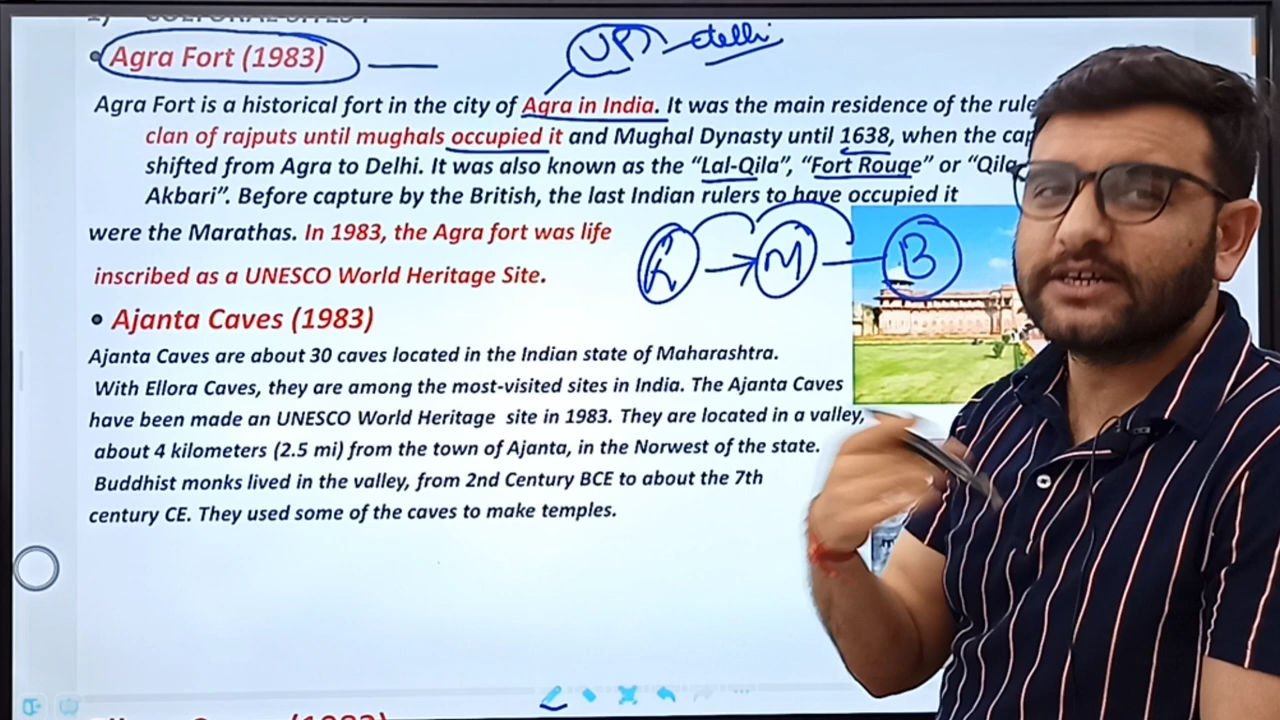 • Agra Fort (1983)
UP - delhi
Agra Fort is a historical fort in the city of Agra in India. It was the main residence of the
clan of rajputs until mughals occupied it and Mughal Dynasty until 1638, when the
shifted from Agra to Delhi. It was also known as the “Lal-Qila”, “Fort Rouge” or “Qila
Akbari”. Before capture by the British, the last Indian rulers to have occupied it
were the Marathas. In 1983, the Agra fort was life
inscribed as a UNESCO World Heritage Site.
M B
• Ajanta Caves (1983)
Ajanta Caves are about 30 caves located in the Indian state of Maharashtra.
With Ellora Caves, they are among the most-visited sites in India. The Ajanta Caves
have been made an UNESCO World Heritage site in 1983. They are located in a valley,
about 4 kilometers (2.5 mi) from the town of Ajanta, in the Norwest of the state.
Buddhist monks lived in the valley, from 2nd Century BCE to about the 7th
century CE. They used some of the caves to make temples.